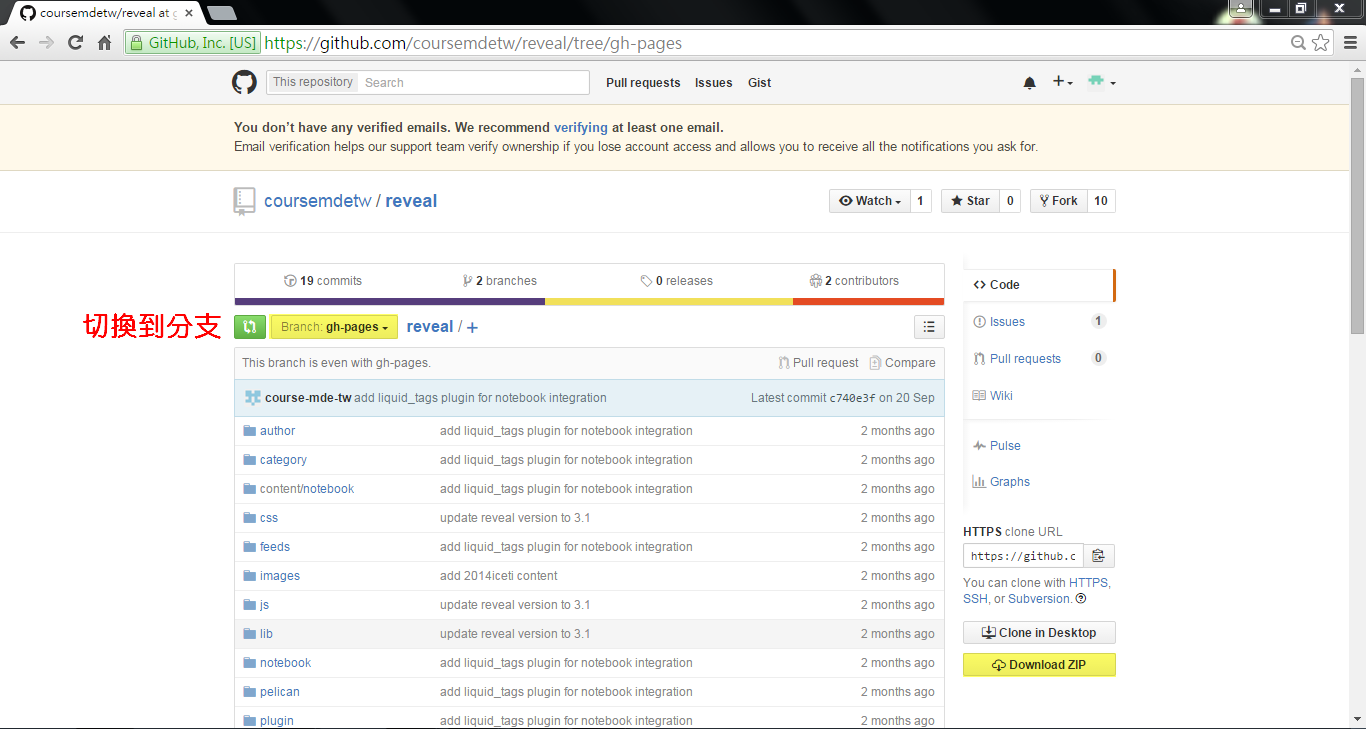 coursemdetw/reveal at g
GitHub, Inc. [US] https://github.com/coursemdetw/reveal/tree/gh-pages
This repository Search Pull requests Issues Gist
You don't have any verified emails. We recommend verifying at least one email.
Email verification helps our support team verify ownership if you lose account access and allows you to receive all the notifications you ask for.
coursemdetw / reveal Watch 1 Star 0 Fork 10
19 commits 2 branches 0 releases 2 contributors
切換到分支 Branch: gh-pages reveal / +
This branch is even with gh-pages. Pull request Compare
course-mde-tw add liquid_tags plugin for notebook integration Latest commit c740e3f on 20 Sep
author add liquid_tags plugin for notebook integration 2 months ago
category add liquid_tags plugin for notebook integration 2 months ago
content/notebook add liquid_tags plugin for notebook integration 2 months ago
css update reveal version to 3.1 2 months ago
feeds add liquid_tags plugin for notebook integration 2 months ago
images add 2014iceti content 2 months ago
js update reveal version to 3.1 2 months ago
lib update reveal version to 3.1 2 months ago
notebook add liquid_tags plugin for notebook integration 2 months ago
pelican add liquid_tags plugin for notebook integration 2 months ago
plugin add liquid_tags plugin for notebook integration 2 months ago
Code
Issues 1
Pull requests 0
Wiki
Pulse
Graphs
HTTPS clone URL
https://github.c
You can clone with HTTPS,
SSH, or Subversion.
Clone in Desktop
Download ZIP